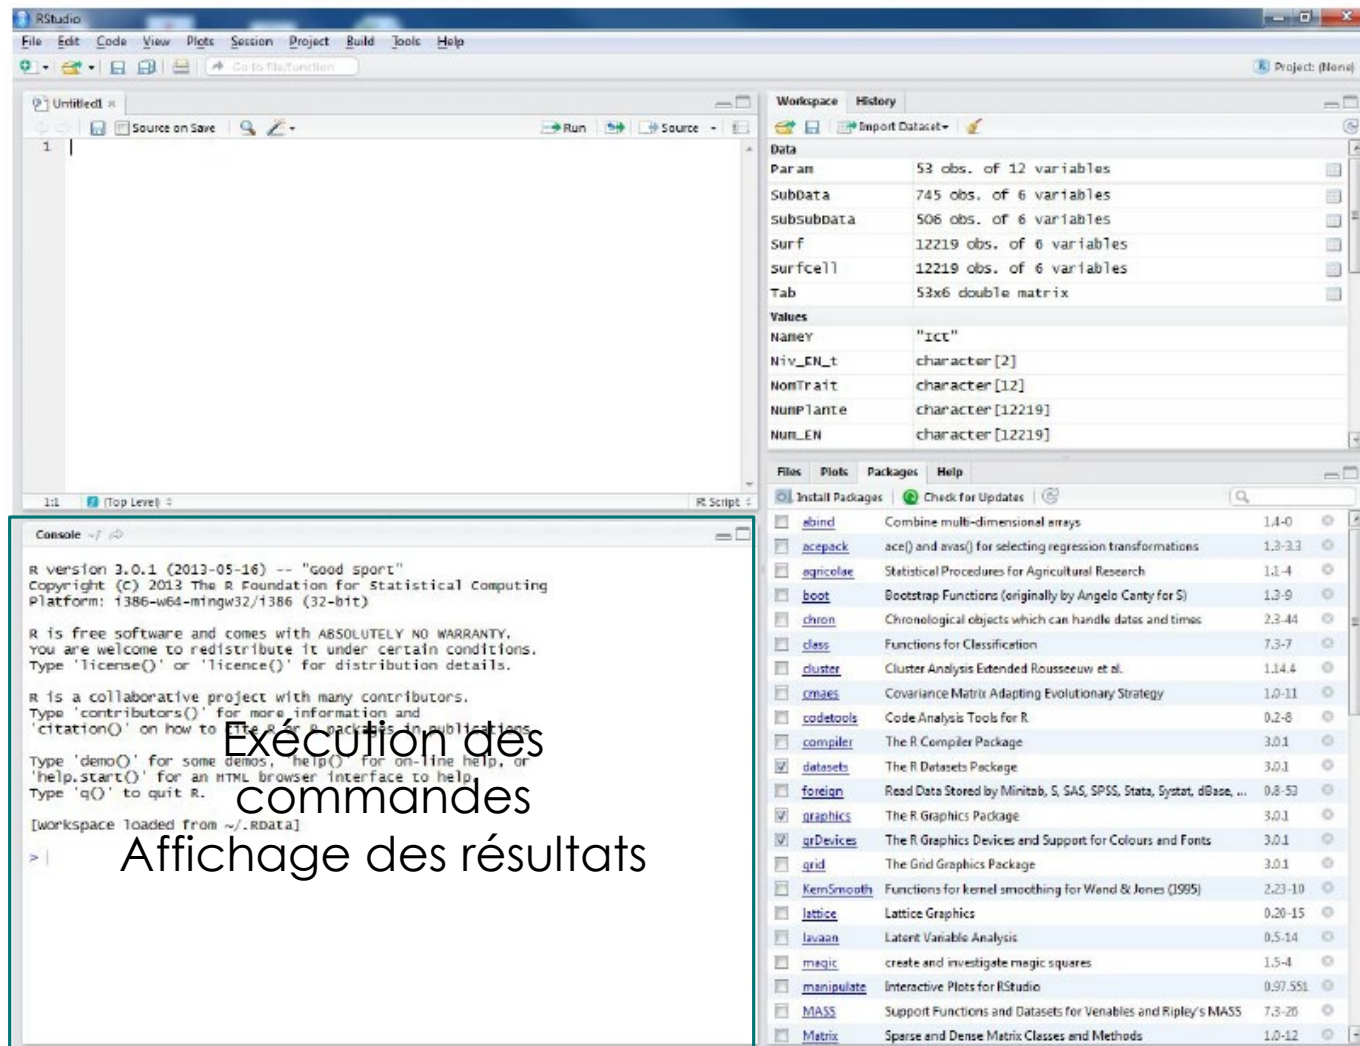 RStudio
File Edit Code View Plots Session Project Build Tools Help
Go to file/function
Project: (None)
Untitled1
Source on Save
Run
Source
1
1:1 (Top Level)
R Script
Workspace History
Import Dataset
Data
Param 53 obs. of 12 variables
SubData 745 obs. of 6 variables
subsubData 506 obs. of 6 variables
Surf 12219 obs. of 6 variables
surfcell 12219 obs. of 6 variables
Tab 53x6 double matrix
Values
NameY "Ict"
Niv_EN_t character[2]
NomTrait character[12]
NumPlante character[12219]
Num_EN character[12219]
Console ~/
R version 3.0.1 (2013-05-16) -- "Good Sport"
Copyright (C) 2013 The R Foundation for Statistical Computing
Platform: i386-w64-mingw32/i386 (32-bit)
R is free software and comes with ABSOLUTELY NO WARRANTY.
You are welcome to redistribute it under certain conditions.
Type 'license()' or 'licence()' for distribution details.
R is a collaborative project with many contributors.
Type 'contributors()' for more information and
'citation()' on how to cite R or R packages in publications.
Type 'demo()' for some demos, 'help()' for on-line help, or
'help.start()' for an HTML browser interface to help.
Type 'q()' to quit R.
[Workspace loaded from ~/.RData]
>
Exécution des
commandes
Affichage des résultats
Files Plots Packages Help
Install Packages Check for Updates
abind Combine multi-dimensional arrays 1.4-0
acepack ace() and avas() for selecting regression transformations 1.3-3.3
agricolae Statistical Procedures for Agricultural Research 1.1-4
boot Bootstrap Functions (originally by Angelo Canty for S) 1.3-9
chron Chronological objects which can handle dates and times 2.3-44
class Functions for Classification 7.3-7
cluster Cluster Analysis Extended Rousseeuw et al. 1.14.4
cmaes Covariance Matrix Adapting Evolutionary Strategy 1.0-11
codetools Code Analysis Tools for R 0.2-8
compiler The R Compiler Package 3.0.1
datasets The R Datasets Package 3.0.1
foreign Read Data Stored by Minitab, S, SAS, SPSS, Stata, Systat, dBase, ... 0.8-53
graphics The R Graphics Package 3.0.1
grDevices The R Graphics Devices and Support for Colours and Fonts 3.0.1
grid The Grid Graphics Package 3.0.1
KernSmooth Functions for kernel smoothing for Wand & Jones (1995) 2.23-10
lattice Lattice Graphics 0.20-15
lavaan Latent Variable Analysis 0.5-14
magic create and investigate magic squares 1.5-4
manipulate Interactive Plots for RStudio 0.97.551
MASS Support Functions and Datasets for Venables and Ripley's MASS 7.3-26
Matrix Sparse and Dense Matrix Classes and Methods 1.0-12